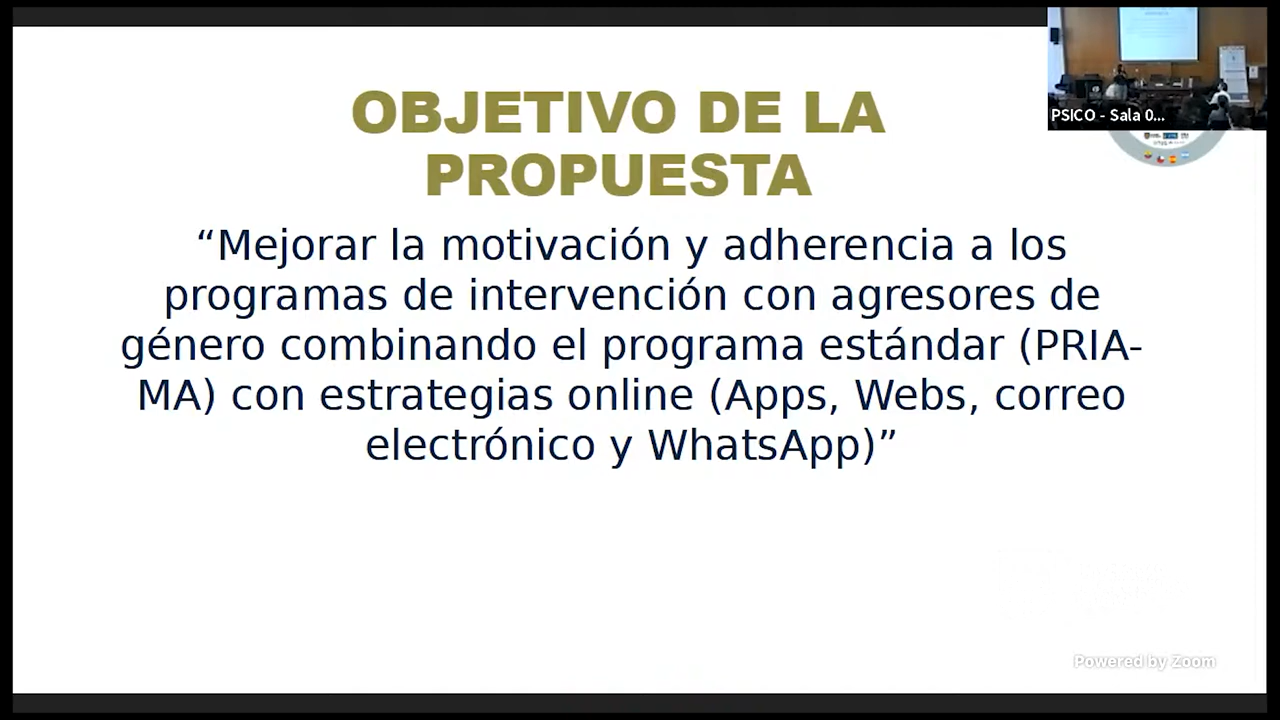 OBJETIVO DE LA
PROPUESTA
“Mejorar la motivación y adherencia a los
programas de intervención con agresores de
género combinando el programa estándar (PRIA-
MA) con estrategias online (Apps, Webs, correo
electrónico y WhatsApp)”
PSICO - Sala 0...
Powered by Zoom